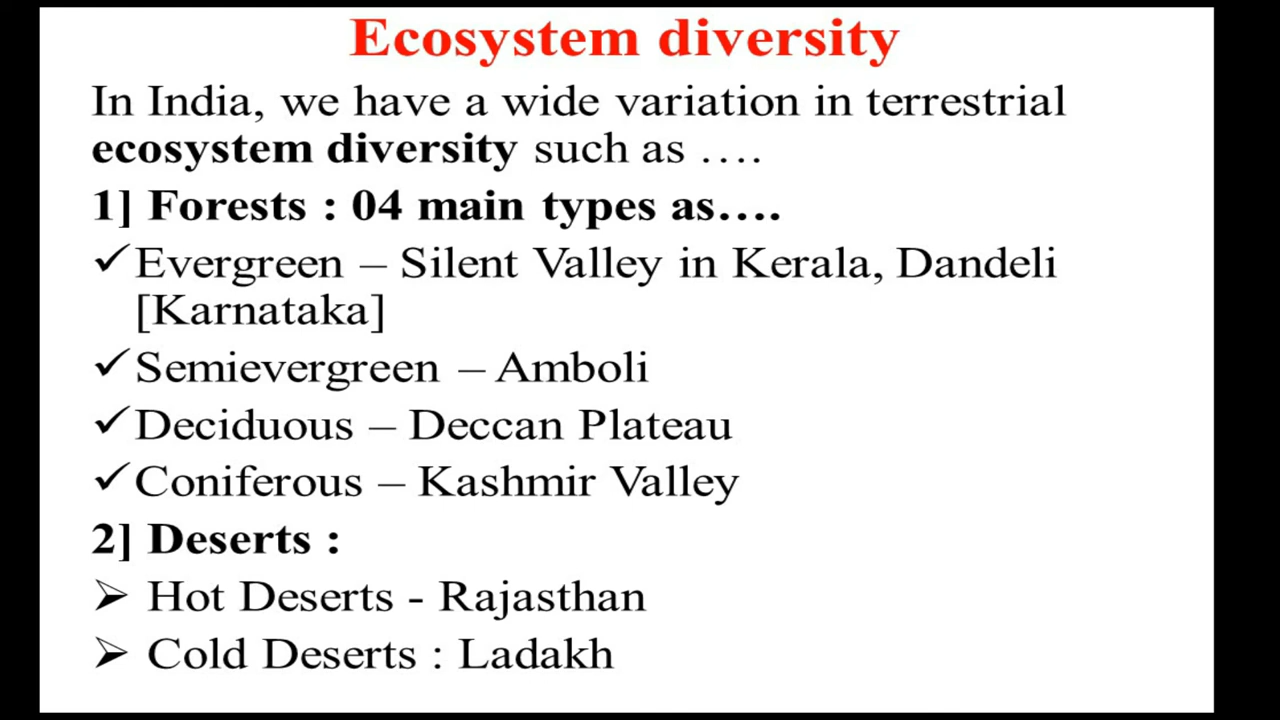 Ecosystem diversity
In India, we have a wide variation in terrestrial
ecosystem diversity such as ….
1] Forests : 04 main types as….
✓Evergreen – Silent Valley in Kerala, Dandeli
[Karnataka]
✓Semievergreen – Amboli
✓Deciduous – Deccan Plateau
✓Coniferous – Kashmir Valley
2] Deserts :
➢ Hot Deserts - Rajasthan
➢ Cold Deserts : Ladakh